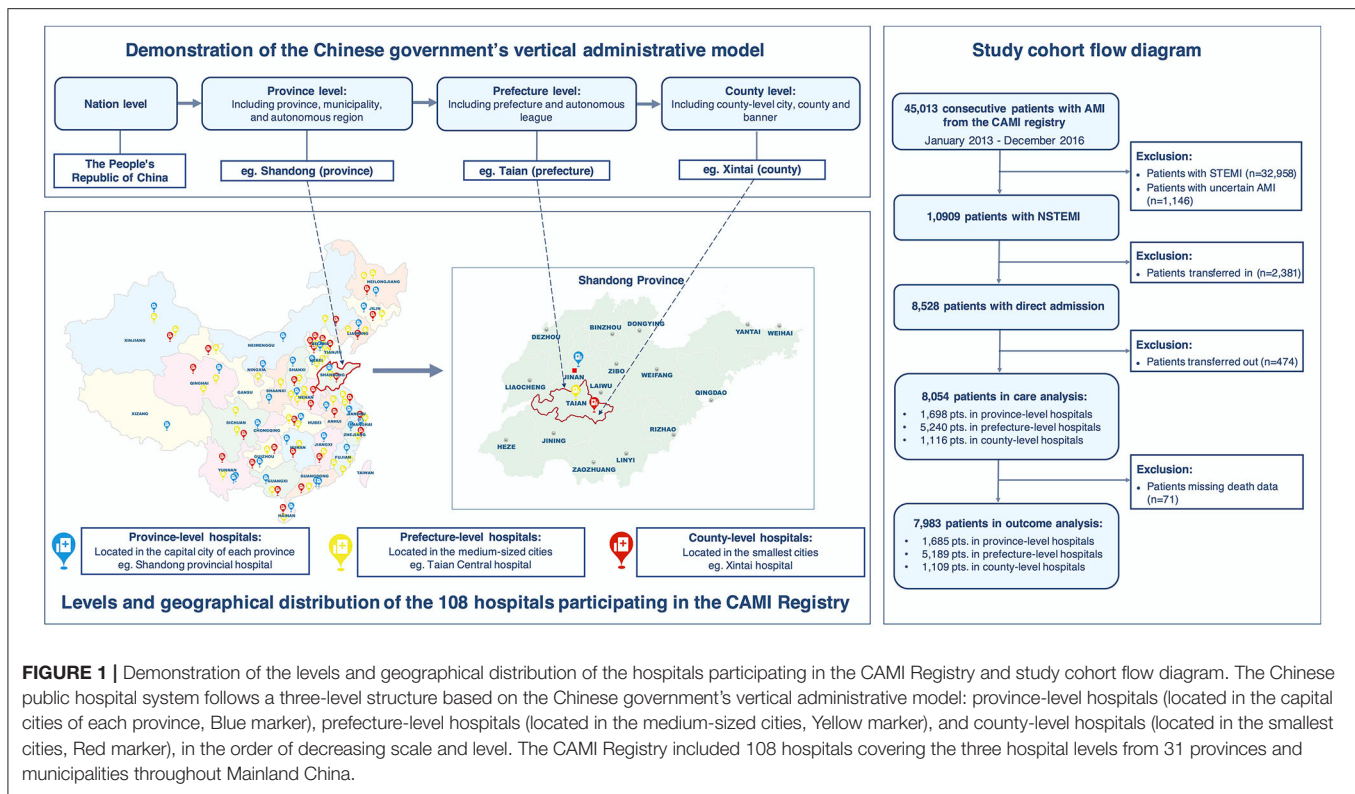 Demonstration of the Chinese government's vertical administrative model
Nation level
Province level:
Including province, municipality,
and autonomous region
Prefecture level:
Including prefecture and autonomous
league
County level:
Including county-level city, county and
banner
The People's
Republic of China
eg. Shandong (province)
eg. Taian (prefecture)
eg. Xintai (county)
HEILONGJIANG
JILIN
LIAONING
XINJIANG
NEIMENGGU
TIANJIN
HEBEI
NINGXIA
SHANXI
SHANDONG
QINGHAI
GANSU
SHAANXI
HENAN
XIZANG
SICHUAN
CHONGQING
HUBEI
ANHUI
SHANGHAI
ZHEJIANG
HUNAN
JIANGXI
GUIZHOU
FUJIAN
YUNNAN
GUANGXI
GUANGDONG
TAIWAN
HAINAN
Shandong Province
DEZHOU
BINZHOU
DONGYING
YANTAI
WEIHAI
JINAN
ZIBO
WEIFANG
LIAOCHENG
LAIWU
QINGDAO
TAIAN
RIZHAO
HEZE
JINING
LINYI
ZAOZHUANG
Province-level hospitals:
Located in the capital city of each province
eg. Shandong provincial hospital
Prefecture-level hospitals:
Located in the medium-sized cities
eg. Taian Central hospital
County-level hospitals:
Located in the smallest cities
eg. Xintai hospital
Levels and geographical distribution of the 108 hospitals participating in the CAMI Registry
Study cohort flow diagram
45,013 consecutive patients with AMI
from the CAMI registry
January 2013 - December 2016
Exclusion:
• Patients with STEMI (n=32,958)
• Patients with uncertain AMI
(n=1,146)
1,0909 patients with NSTEMI
Exclusion:
• Patients transferred in (n=2,381)
8,528 patients with direct admission
Exclusion:
• Patients transferred out (n=474)
8,054 patients in care analysis:
• 1,698 pts. in province-level hospitals
• 5,240 pts. in prefecture-level hospitals
• 1,116 pts. in county-level hospitals
Exclusion:
• Patients missing death data
(n=71)
7,983 patients in outcome analysis:
• 1,685 pts. in province-level hospitals
• 5,189 pts. in prefecture-level hospitals
• 1,109 pts. in county-level hospitals
FIGURE 1 | Demonstration of the levels and geographical distribution of the hospitals participating in the CAMI Registry and study cohort flow diagram. The Chinese
public hospital system follows a three-level structure based on the Chinese government's vertical administrative model: province-level hospitals (located in the capital
cities of each province, Blue marker), prefecture-level hospitals (located in the medium-sized cities, Yellow marker), and county-level hospitals (located in the smallest
cities, Red marker), in the order of decreasing scale and level. The CAMI Registry included 108 hospitals covering the three hospital levels from 31 provinces and
municipalities throughout Mainland China.